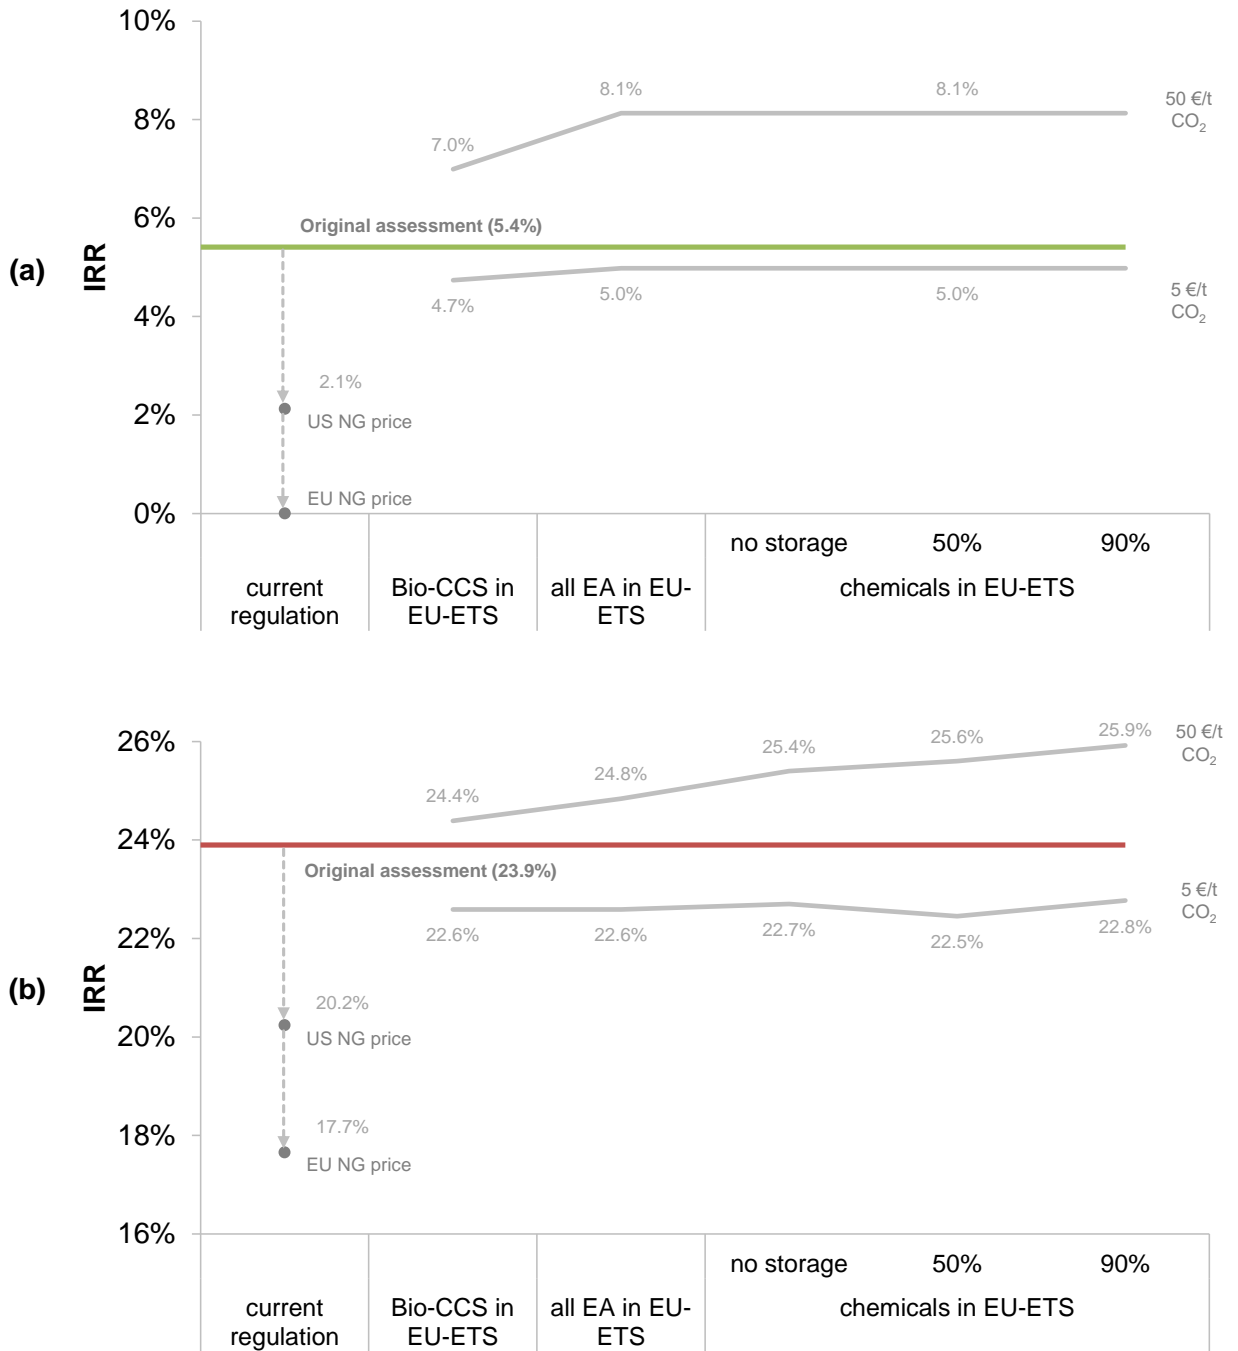 10%
8.1%
8.1%
50 €/t
CO2
8%
7.0%
6%
Original assessment (5.4%)
(a)
IRR
4.7%
5.0%
5.0%
5 €/t
CO2
4%
2.1%
2%
US NG price
EU NG price
0%
no storage
50%
90%
current
regulation
Bio-CCS in
EU-ETS
all EA in EU-
ETS
chemicals in EU-ETS
26%
25.4%
25.6%
25.9%
50 €/t
CO2
24.4%
24.8%
24%
Original assessment (23.9%)
5 €/t
CO2
22%
22.6%
22.6%
22.7%
22.5%
22.8%
(b)
IRR
20.2%
20%
US NG price
18%
17.7%
EU NG price
16%
no storage
50%
90%
current
regulation
Bio-CCS in
EU-ETS
all EA in EU-
ETS
chemicals in EU-ETS